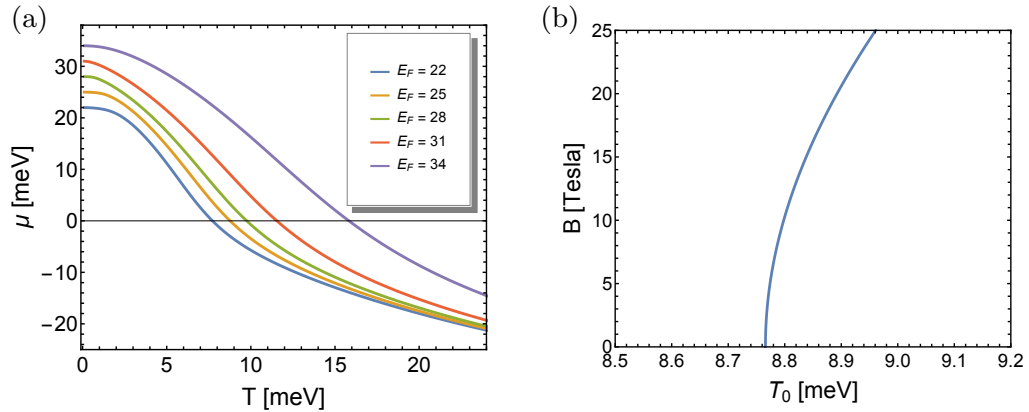 (a)
μ [meV]
30
20
10
0
−10
−20
0
5
10
15
20
T [meV]
E_F = 22
E_F = 25
E_F = 28
E_F = 31
E_F = 34
(b)
B [Tesla]
25
20
15
10
5
0
8.5
8.6
8.7
8.8
8.9
9.0
9.1
9.2
T_0 [meV]